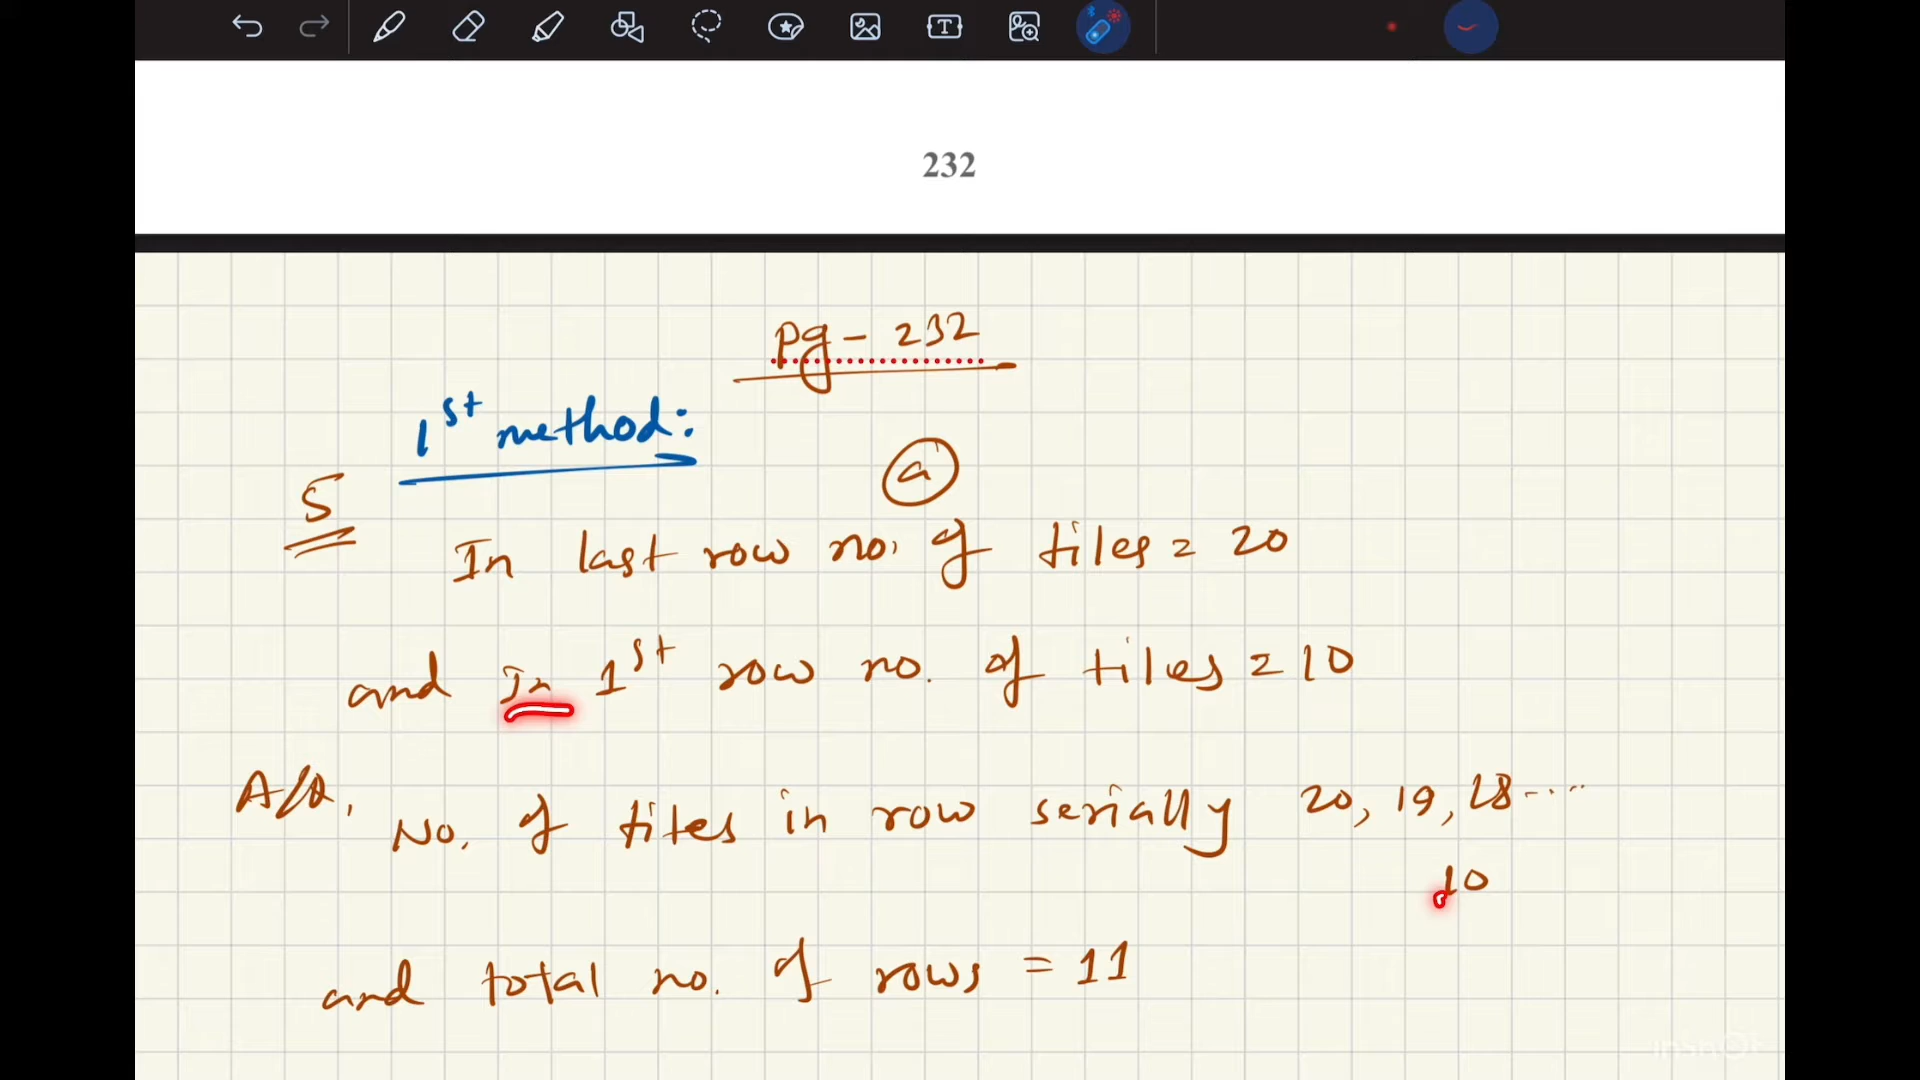 232
Pg - 232
1st method:
a
5
In last row no. of tiles = 20
and in 1st row no. of tiles = 10
A/Q,
No. of tiles in row serially 20, 19, 18....
10
and total no. of rows = 11